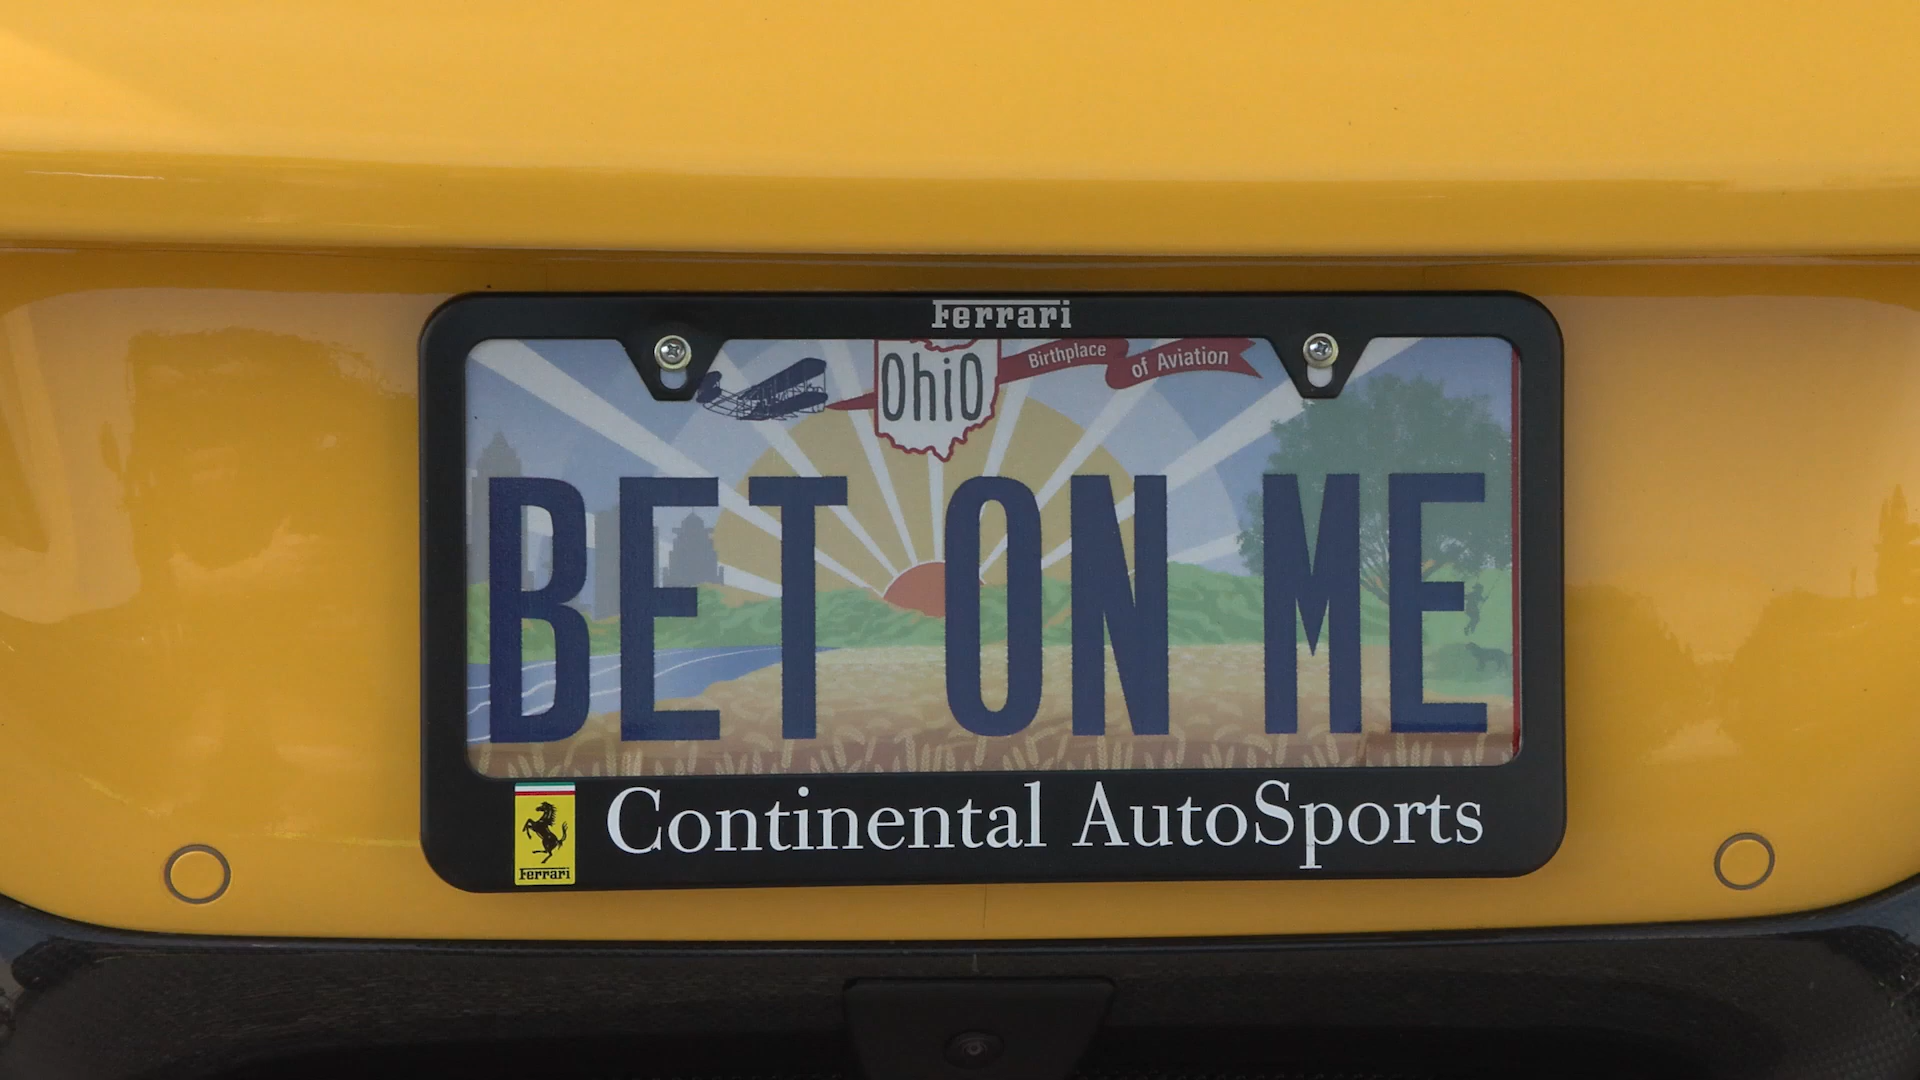 Ferrari
Ohio
Birthplace of Aviation
BET ON ME
Continental AutoSports
Ferrari